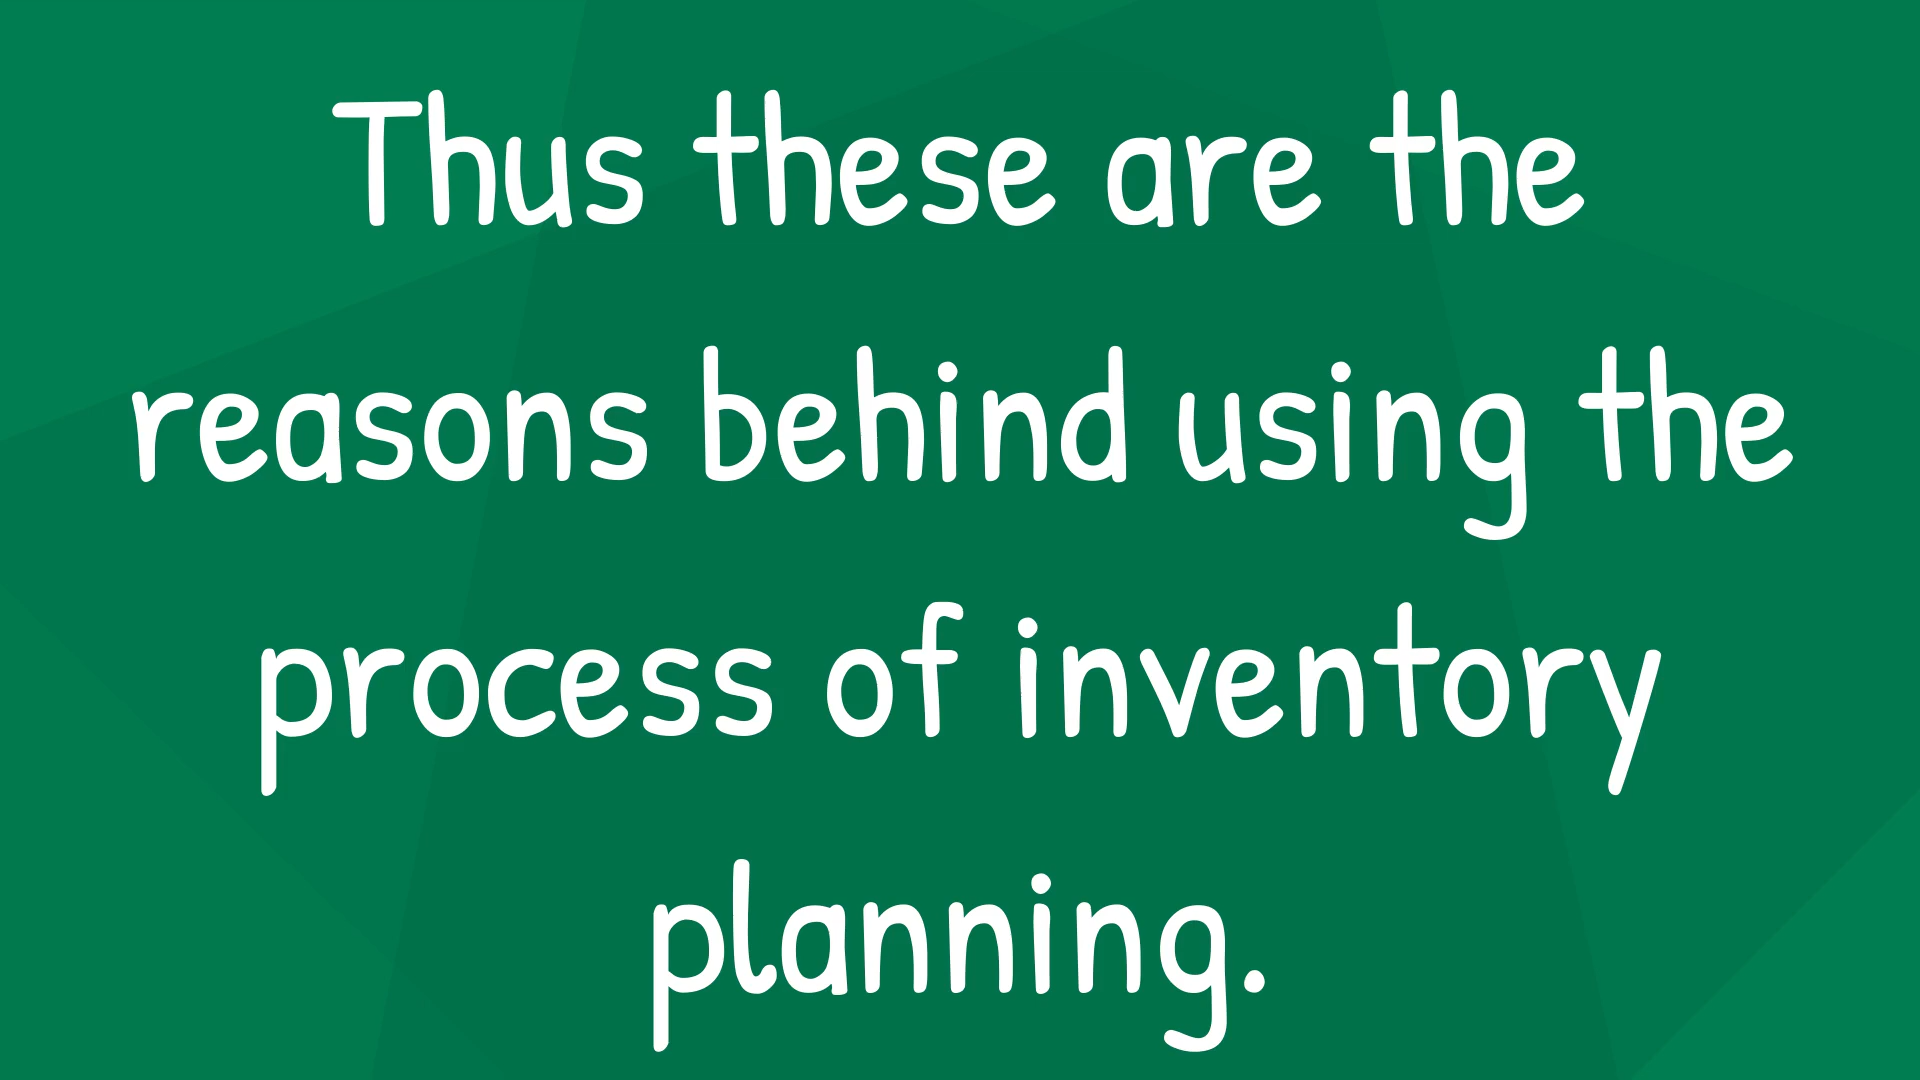 Thus these are the
reasons behind using the
process of inventory
planning.